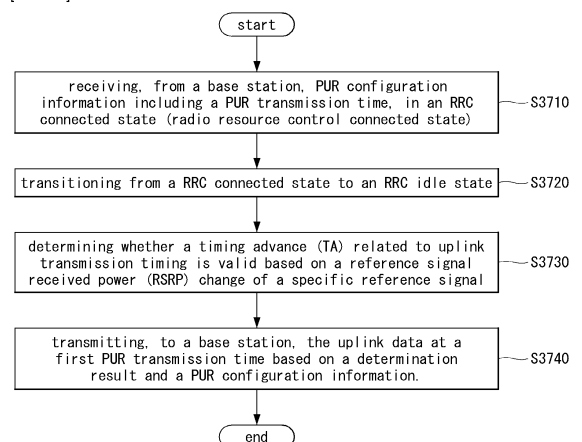 start
receiving, from a base station, PUR configuration
information including a PUR transmission time, in an RRC
connected state (radio resource control connected state)
S3710
transitioning from a RRC connected state to an RRC idle state
S3720
determining whether a timing advance (TA) related to uplink
transmission timing is valid based on a reference signal
received power (RSRP) change of a specific reference signal
S3730
transmitting, to a base station, the uplink data at a
first PUR transmission time based on a determination
result and a PUR configuration information.
S3740
end